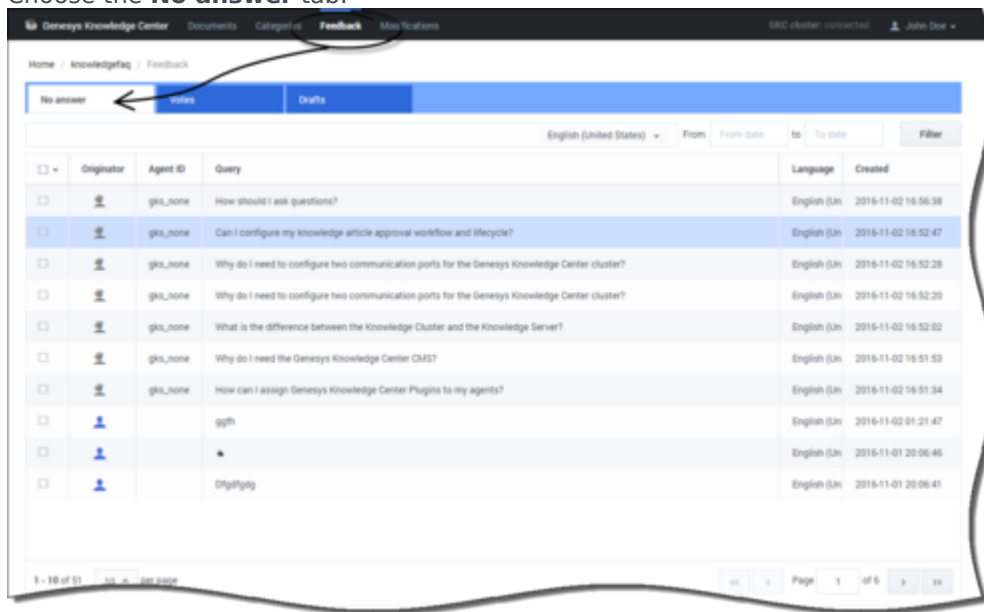 Choose the No answer tab.
Genesys Knowledge Center Documents Categories Feedback Modifications GKC cluster: connected John Doe
Home / knowledgefaq / Feedback
No answer Votes Drafts
English (United States) From From date to To date Filter
Originator Agent ID Query Language Created
gks_none How should I ask questions? English (Un 2016-11-02 16:56:38
gks_none Can I configure my knowledge article approval workflow and lifecycle? English (Un 2016-11-02 16:52:47
gks_none Why do I need to configure two communication ports for the Genesys Knowledge Center cluster? English (Un 2016-11-02 16:52:28
gks_none Why do I need to configure two communication ports for the Genesys Knowledge Center cluster? English (Un 2016-11-02 16:52:20
gks_none What is the difference between the Knowledge Cluster and the Knowledge Server? English (Un 2016-11-02 16:52:02
gks_none Why do I need the Genesys Knowledge Center CMS? English (Un 2016-11-02 16:51:53
gks_none How can I assign Genesys Knowledge Center Plugins to my agents? English (Un 2016-11-02 16:51:34
ggfh English (Un 2016-11-02 01:21:47
English (Un 2016-11-01 20:06:46
Dfgdfgdg English (Un 2016-11-01 20:06:41
1 - 10 of 51 10 per page Page 1 of 6